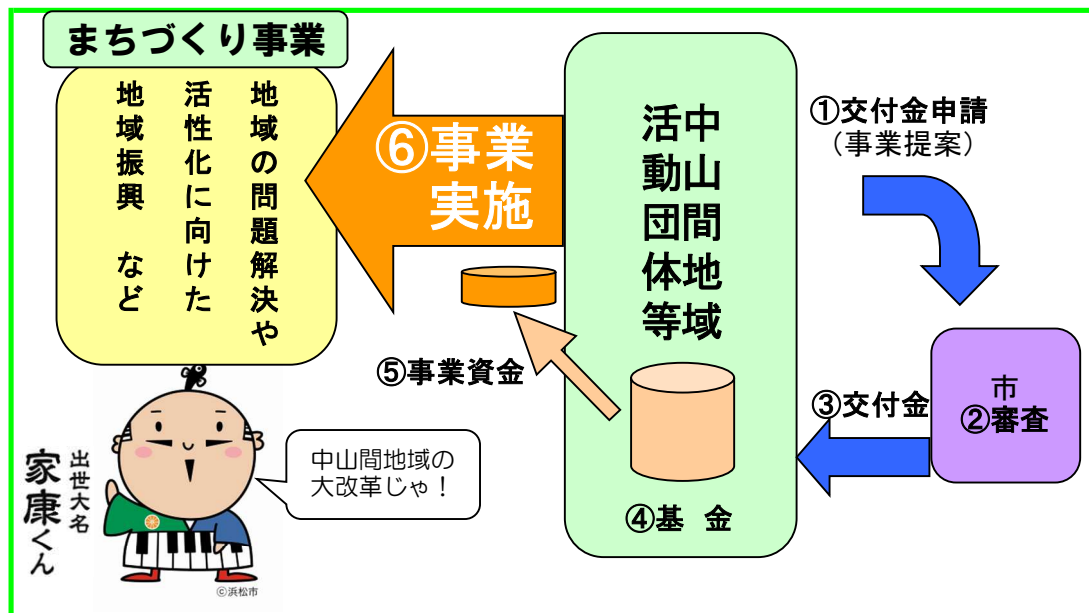 まちづくり事業
地域の問題解決や
活性化に向けた
地域振興　など
⑥事業
実施
中山間地域
活動団体等
①交付金申請
（事業提案）
市
②審査
③交付金
④基　金
⑤事業資金
中山間地域の
大改革じゃ！
出世大名
家康くん
©浜松市